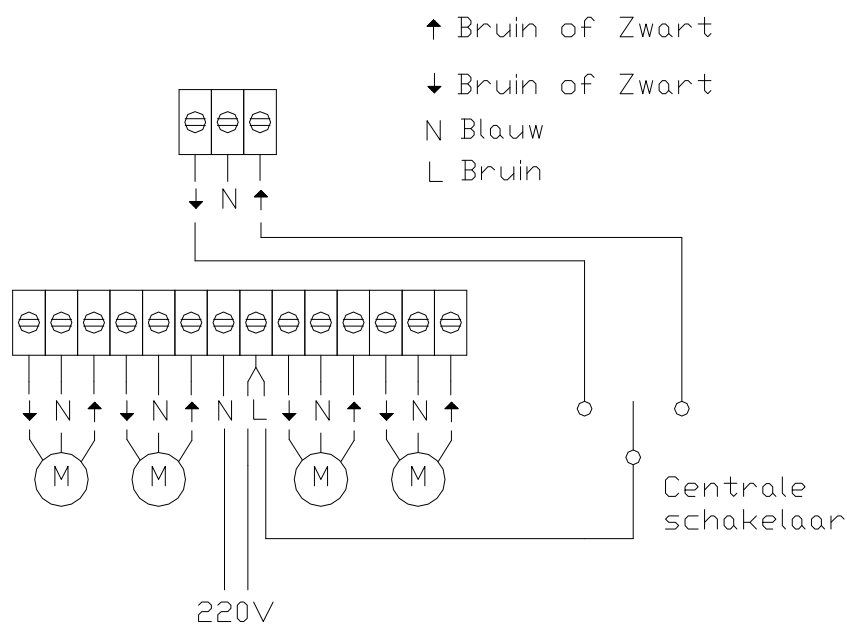 ↑ Bruin of Zwart
↓ Bruin of Zwart
N Blauw
L Bruin
↓ N ↑
↓ N ↑ ↓ N ↑ N L ↓ N ↑ ↓ N ↑
M M M M
Centrale
schakelaar
220V